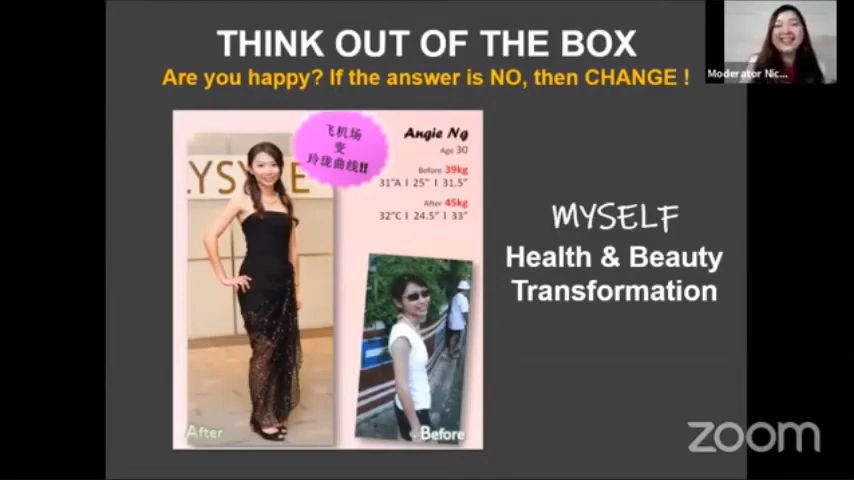 THINK OUT OF THE BOX
Are you happy? If the answer is NO, then CHANGE !
Moderator Nic...
飞机场
变
玲珑曲线!!
Angie Ng
Age 30
Before 39kg
31"A I 25" I 31.5"
After 45kg
32"C I 24.5" I 33"
MYSELF
Health & Beauty
Transformation
After
Before
zoom